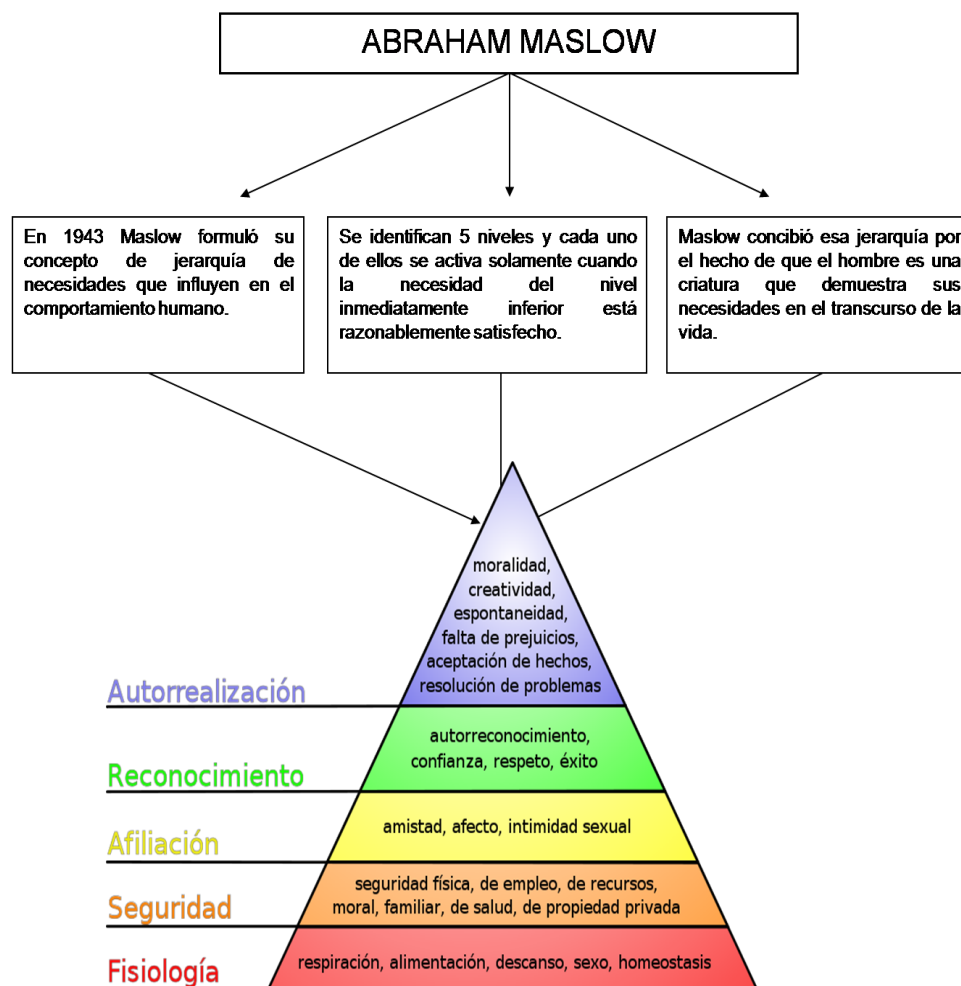 ABRAHAM MASLOW
En 1943 Maslow formuló su
concepto de jerarquía de
necesidades que influyen en el
comportamiento humano.
Se identifican 5 niveles y cada uno
de ellos se activa solamente cuando
la necesidad del nivel
inmediatamente inferior está
razonablemente satisfecho.
Maslow concibió esa jerarquía por
el hecho de que el hombre es una
criatura que demuestra sus
necesidades en el transcurso de la
vida.
moralidad,
creatividad,
espontaneidad,
falta de prejuicios,
aceptación de hechos,
resolución de problemas
Autorrealización
autorreconocimiento,
confianza, respeto, éxito
Reconocimiento
amistad, afecto, intimidad sexual
Afiliación
seguridad física, de empleo, de recursos,
moral, familiar, de salud, de propiedad privada
Seguridad
respiración, alimentación, descanso, sexo, homeostasis
Fisiología